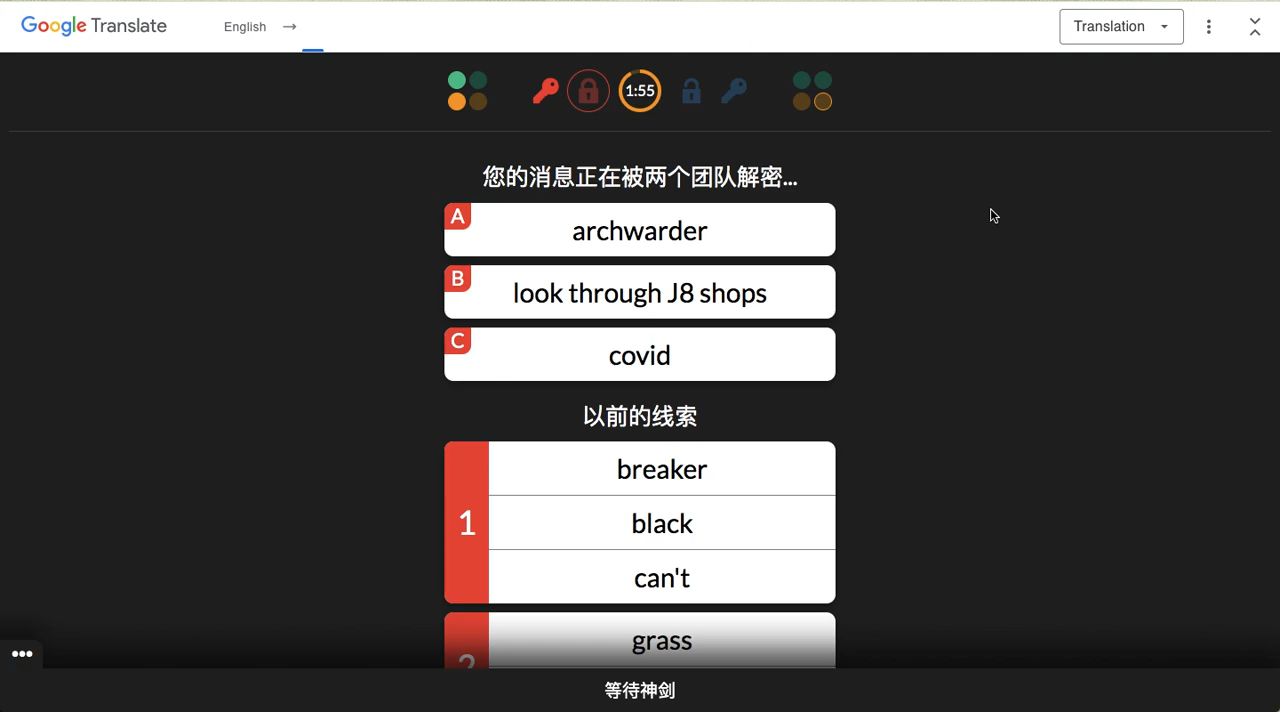 Google Translate
English →
Translation
1:55
您的消息正在被两个团队解密...
A
archwarder
B
look through J8 shops
C
covid
以前的线索
1
breaker
black
can't
2
grass
等待神剑